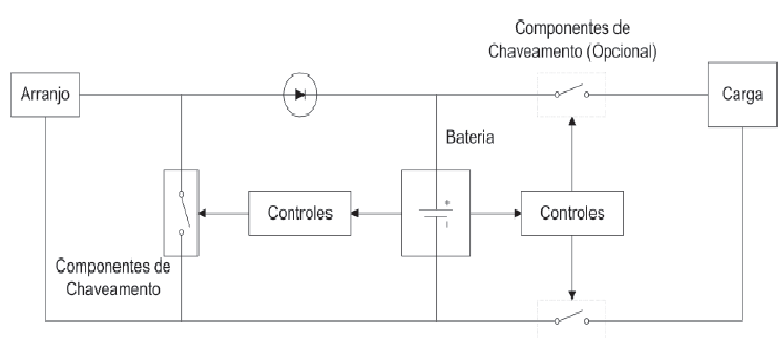 Componentes de
Chaveamento (Opcional)
Arranjo
Carga
Bateria
+
Controles
Controles
Componentes de
Chaveamento